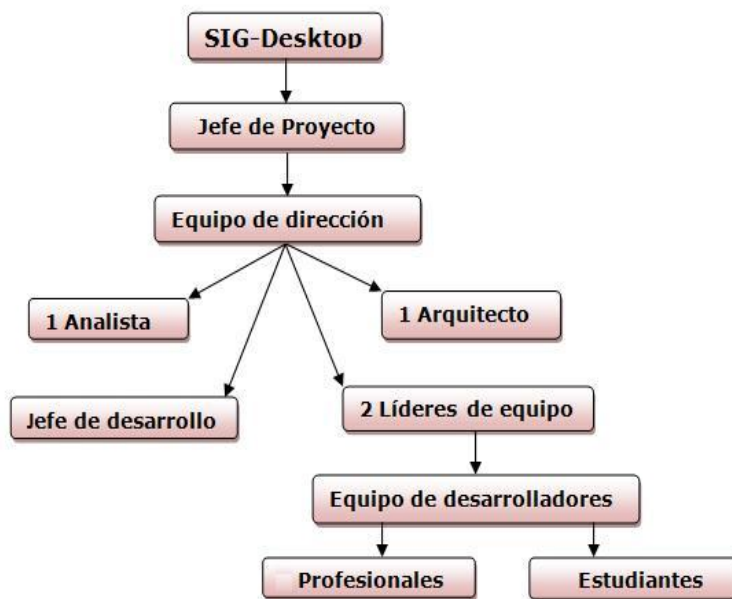 SIG-Desktop
Jefe de Proyecto
Equipo de dirección
1 Analista
1 Arquitecto
Jefe de desarrollo
2 Líderes de equipo
Equipo de desarrolladores
Profesionales
Estudiantes